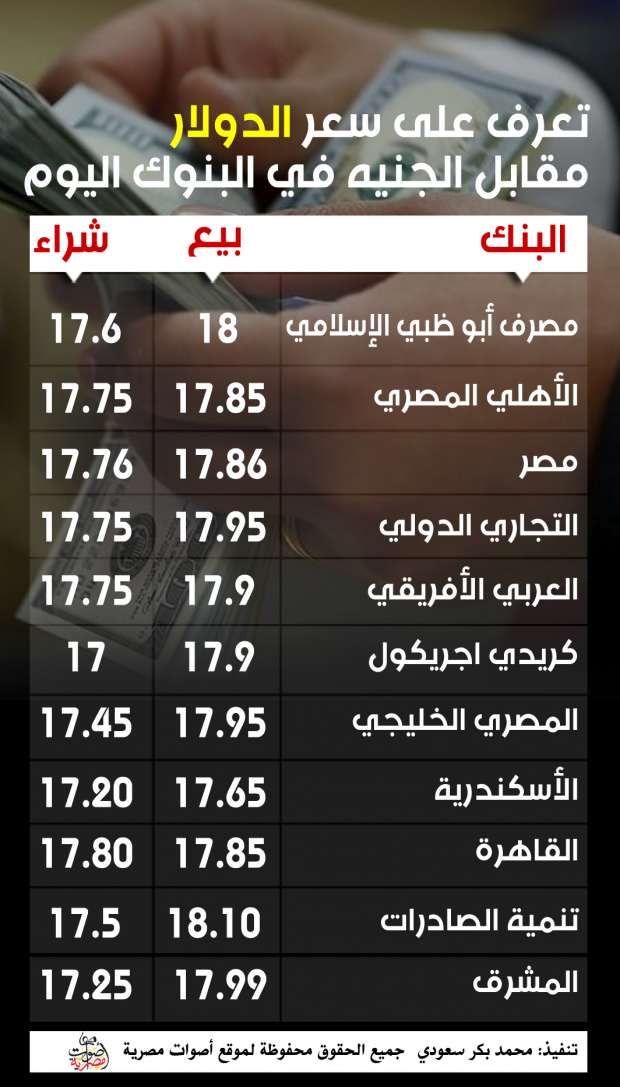 تعرف على سعر الدولار
مقابل الجنيه في البنوك اليوم
البنك بيع شراء
مصرف أبو ظبي الإسلامي 18 17.6
الأهلي المصري 17.85 17.75
مصر 17.86 17.76
التجاري الدولي 17.95 17.75
العربي الأفريقي 17.9 17.75
كريدي اجريكول 17.9 17
المصري الخليجي 17.95 17.45
الأسكندرية 17.65 17.20
القاهرة 17.85 17.80
تنمية الصادرات 18.10 17.5
المشرق 17.99 17.25
تنفيذ: محمد بكر سعودي جميع الحقوق محفوظة لموقع أصوات مصرية
أصوات مصرية